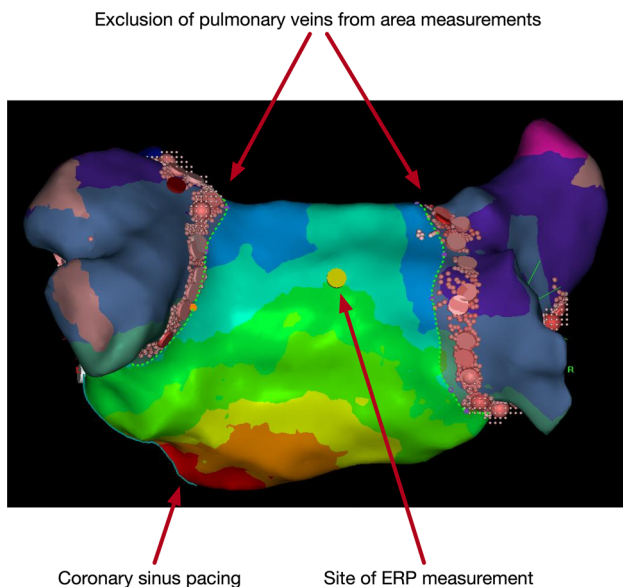 Exclusion of pulmonary veins from area measurements
R
Coronary sinus pacing
Site of ERP measurement